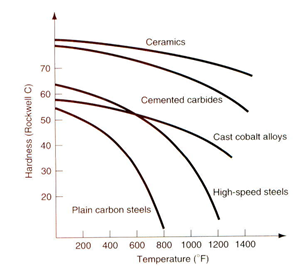 Ceramics
70
Cemented carbides
60
50
Cast cobalt alloys
40
30
High-speed steels
20
Plain carbon steels
Hardness (Rockwell C)
200 400 600 800 1000 1200 1400
Temperature (°F)